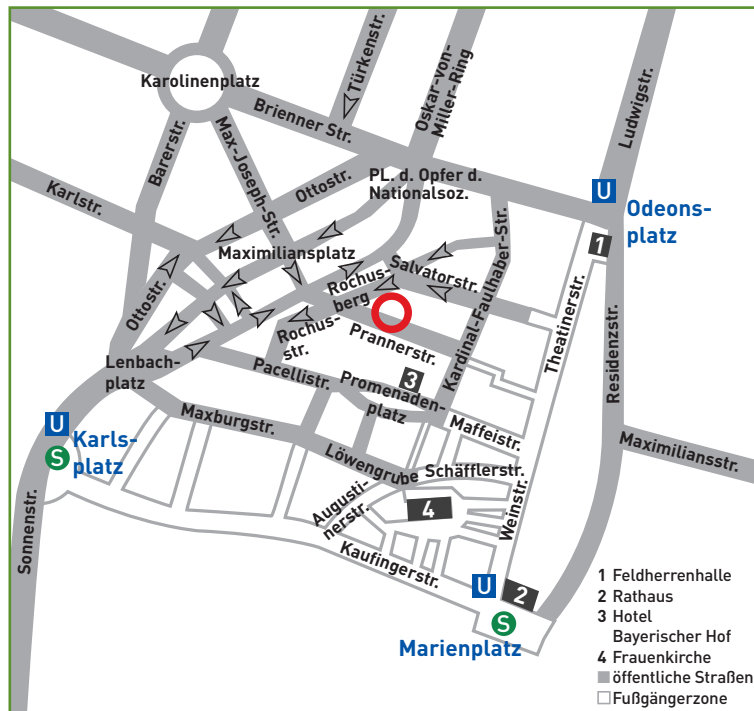 Karolinenplatz
Türkenstr.
Oskar-von-
Miller-Ring
Ludwigstr.
Brienner Str.
Barerstr.
Max-Joseph-Str.
Karlstr.
Ottostr.
PL. d. Opfer d.
Nationalsoz.
U
Odeons-
platz
1
Maximiliansplatz
Salvatorstr.
Kardinal-Faulhaber-Str.
Theatinerstr.
Residenzstr.
Ottostr.
Rochus-
berg
Rochus-
str.
Prannerstr.
Lenbach-
platz
Pacellistr.
3
Promenaden-
platz
Maxburgstr.
Maffeistr.
Maximiliansstr.
U
Karls-
platz
S
Löwengrube
Schäfflerstr.
Sonnenstr.
Augusti-
nerstr.
4
Weinstr.
Kaufingerstr.
U
2
S
Marienplatz
1 Feldherrenhalle
2 Rathaus
3 Hotel
Bayerischer Hof
4 Frauenkirche
öffentliche Straßen
Fußgängerzone